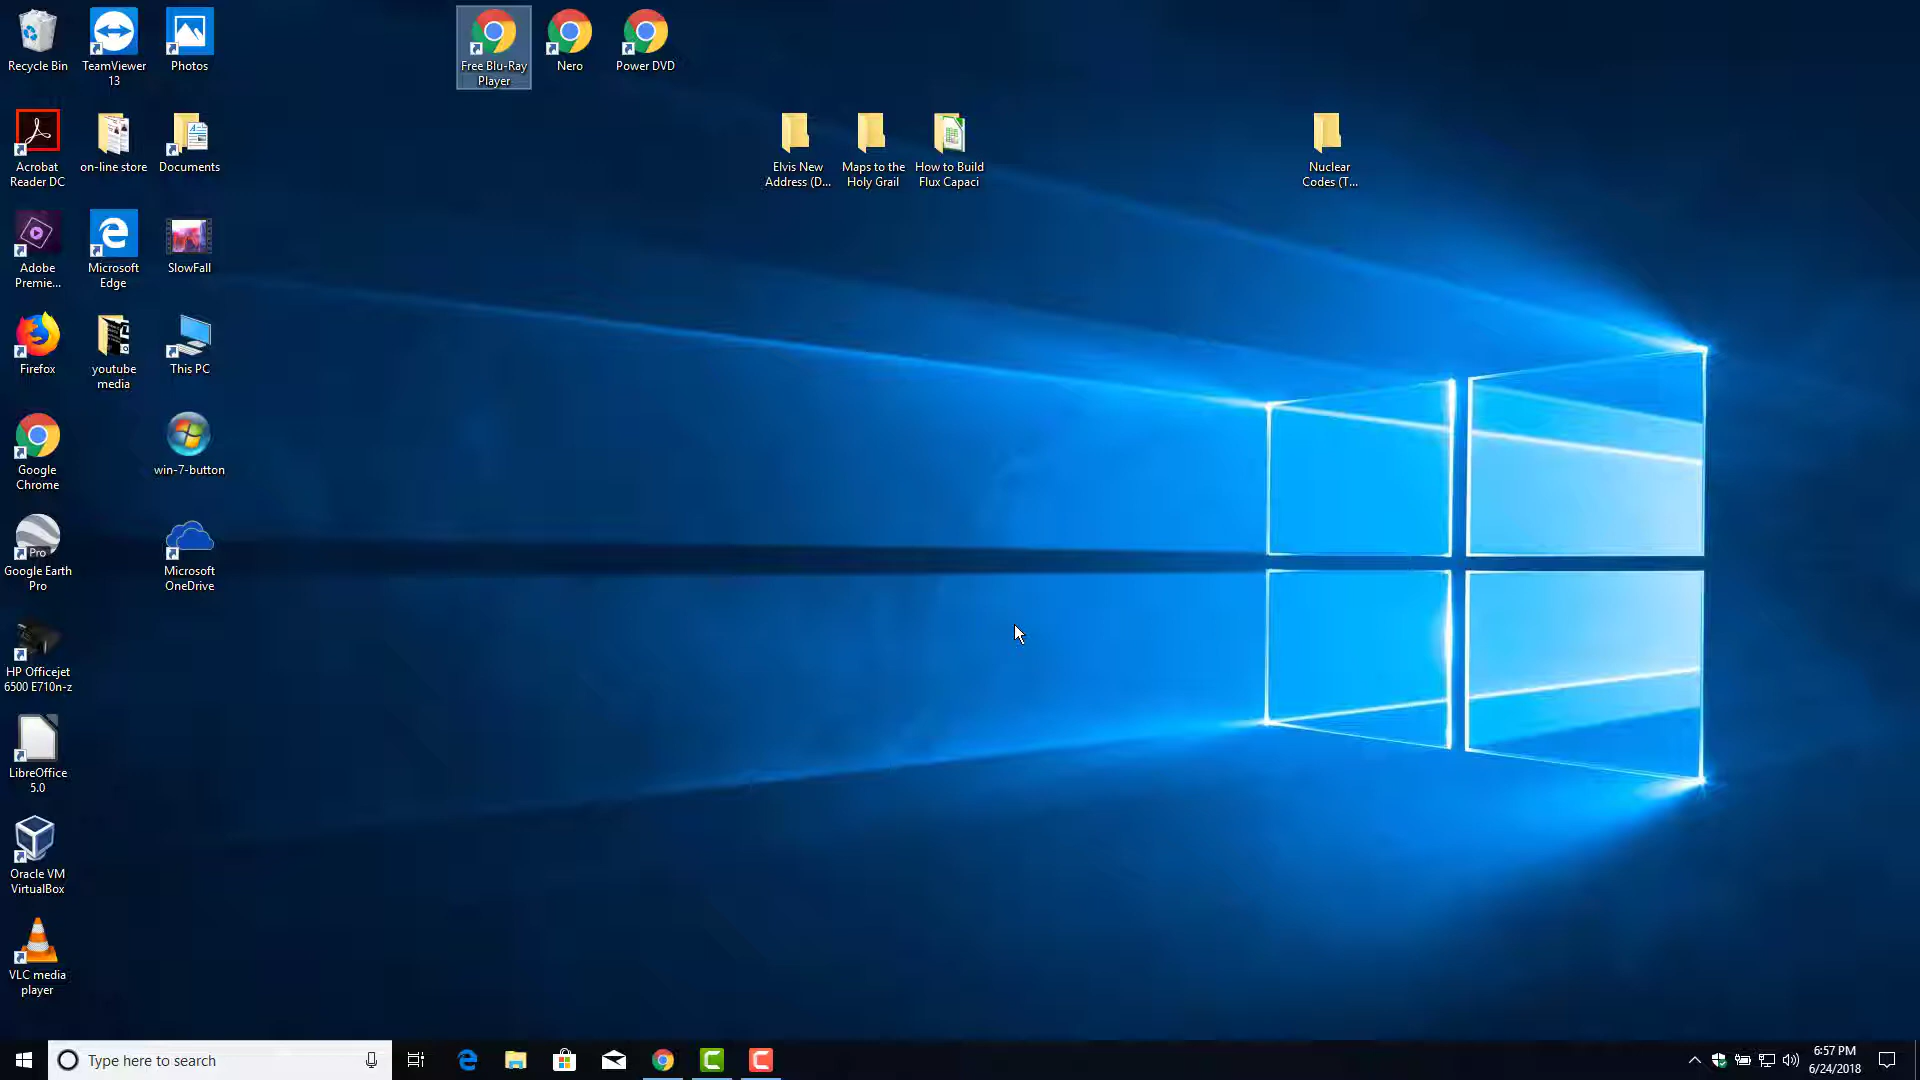 Recycle Bin
TeamViewer
13
Photos
Free Blu-Ray
Player
Nero
Power DVD
Acrobat
Reader DC
on-line store
Documents
Elvis New
Address (D...
Maps to the
Holy Grail
How to Build
Flux Capaci
Nuclear
Codes (T...
Adobe
Premie...
Microsoft
Edge
SlowFall
Firefox
youtube
media
This PC
Google
Chrome
win-7-button
Pro
Google Earth
Pro
Microsoft
OneDrive
HP Officejet
6500 E710n-z
LibreOffice
5.0
Oracle VM
VirtualBox
VLC media
player
Type here to search
6:57 PM
6/24/2018